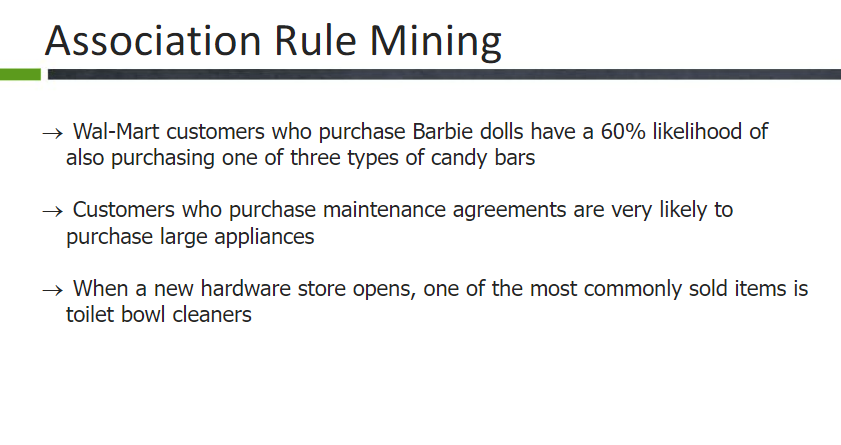 Association Rule Mining
→ Wal-Mart customers who purchase Barbie dolls have a 60% likelihood of
also purchasing one of three types of candy bars
→ Customers who purchase maintenance agreements are very likely to
purchase large appliances
→ When a new hardware store opens, one of the most commonly sold items is
toilet bowl cleaners